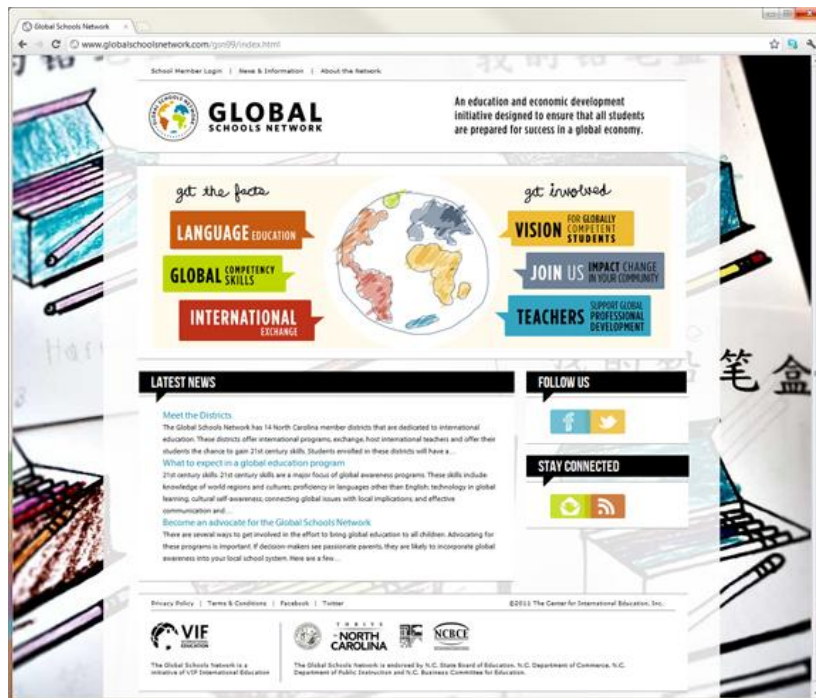 Global Schools Network
www.globalschoolsnetwork.com/gsn99/index.html
School Member Login | News & Information | About the Network
GLOBAL
SCHOOLS NETWORK
An education and economic development
initiative designed to ensure that all students
are prepared for success in a global economy.
get the facts
get involved
LANGUAGE EDUCATION
GLOBAL COMPETENCY
SKILLS
INTERNATIONAL
EXCHANGE
VISION FOR GLOBALLY
COMPETENT
STUDENTS
JOIN US IMPACT CHANGE
IN YOUR COMMUNITY
TEACHERS SUPPORT GLOBAL
PROFESSIONAL
DEVELOPMENT
我的铅笔盒
笔盒
LATEST NEWS
Meet the Districts
The Global Schools Network has 14 North Carolina member districts that are dedicated to international
education. These districts offer international programs, exchange, host international teachers and offer their
students the chance to gain 21st century skills. Students enrolled in these districts will have a...
What to expect in a global education program
21st century skills. 21st century skills are a major focus of global awareness programs. These skills include:
knowledge of world regions and cultures; proficiency in languages other than English; technology in global
learning; cultural self-awareness; connecting global issues with local implications; and effective
communication and...
Become an advocate for the Global Schools Network
There are several ways to get involved in the effort to bring global education to all children. Advocating for
these programs is important. If decision-makers see passionate parents, they are likely to incorporate global
awareness into your local school system. Here are a few...
FOLLOW US
STAY CONNECTED
Privacy Policy | Terms & Conditions | Facebook | Twitter
©2011 The Center for International Education, Inc.
VIF
INTERNATIONAL
EDUCATION
THRIVE
IN NORTH
CAROLINA
NCBCE
The Global Schools Network is a
initiative of VIF International Education
The Global Schools Network is endorsed by N.C. State Board of Education, N.C. Department of Commerce, N.C.
Department of Public Instruction and N.C. Business Committee for Education.